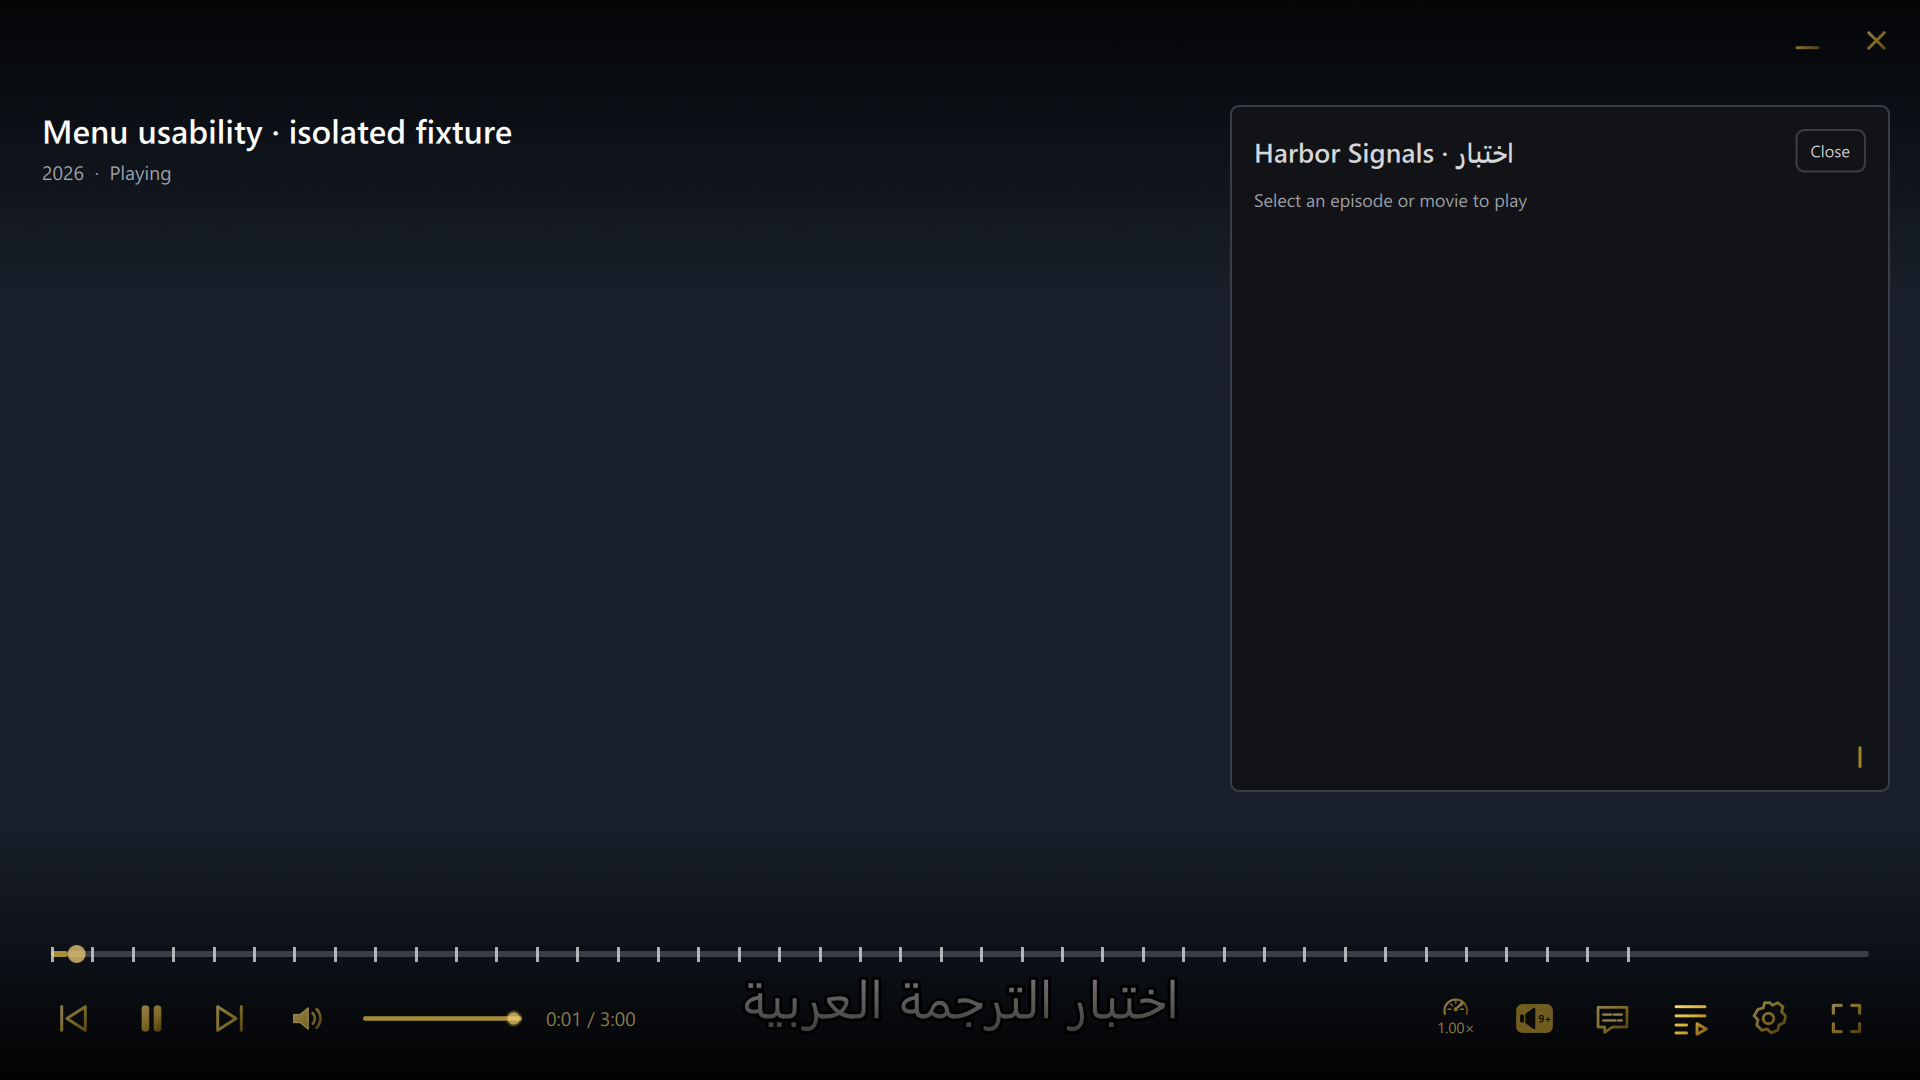 Menu usability · isolated fixture
2026 · Playing
Harbor Signals · اختبار
Close
Select an episode or movie to play
اختبار الترجمة العربية
0:01 / 3:00
1.00×
9+